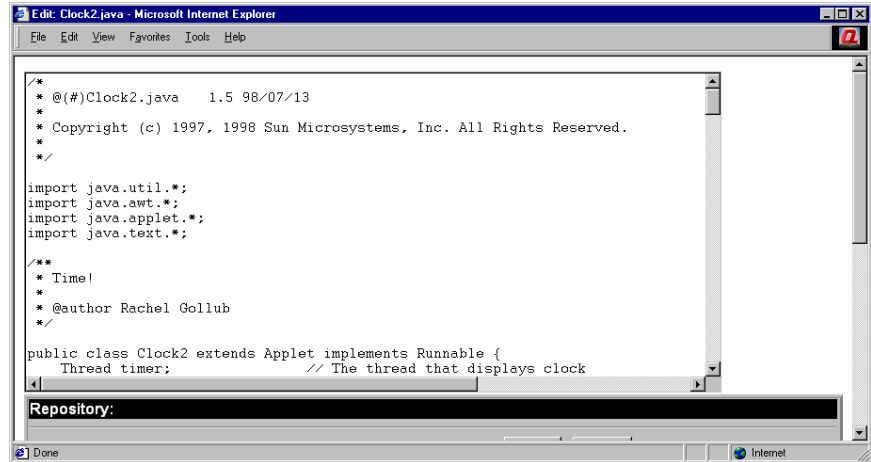 Edit: Clock2.java - Microsoft Internet Explorer
File Edit View Favorites Tools Help
/*
 * @(#)Clock2.java   1.5 98/07/13
 *
 * Copyright (c) 1997, 1998 Sun Microsystems, Inc. All Rights Reserved.
 *
 */
import java.util.*;
import java.awt.*;
import java.applet.*;
import java.text.*;
/**
 * Time!
 *
 * @author Rachel Gollub
 */
public class Clock2 extends Applet implements Runnable {
    Thread timer;                // The thread that displays clock
Repository:
Done Internet